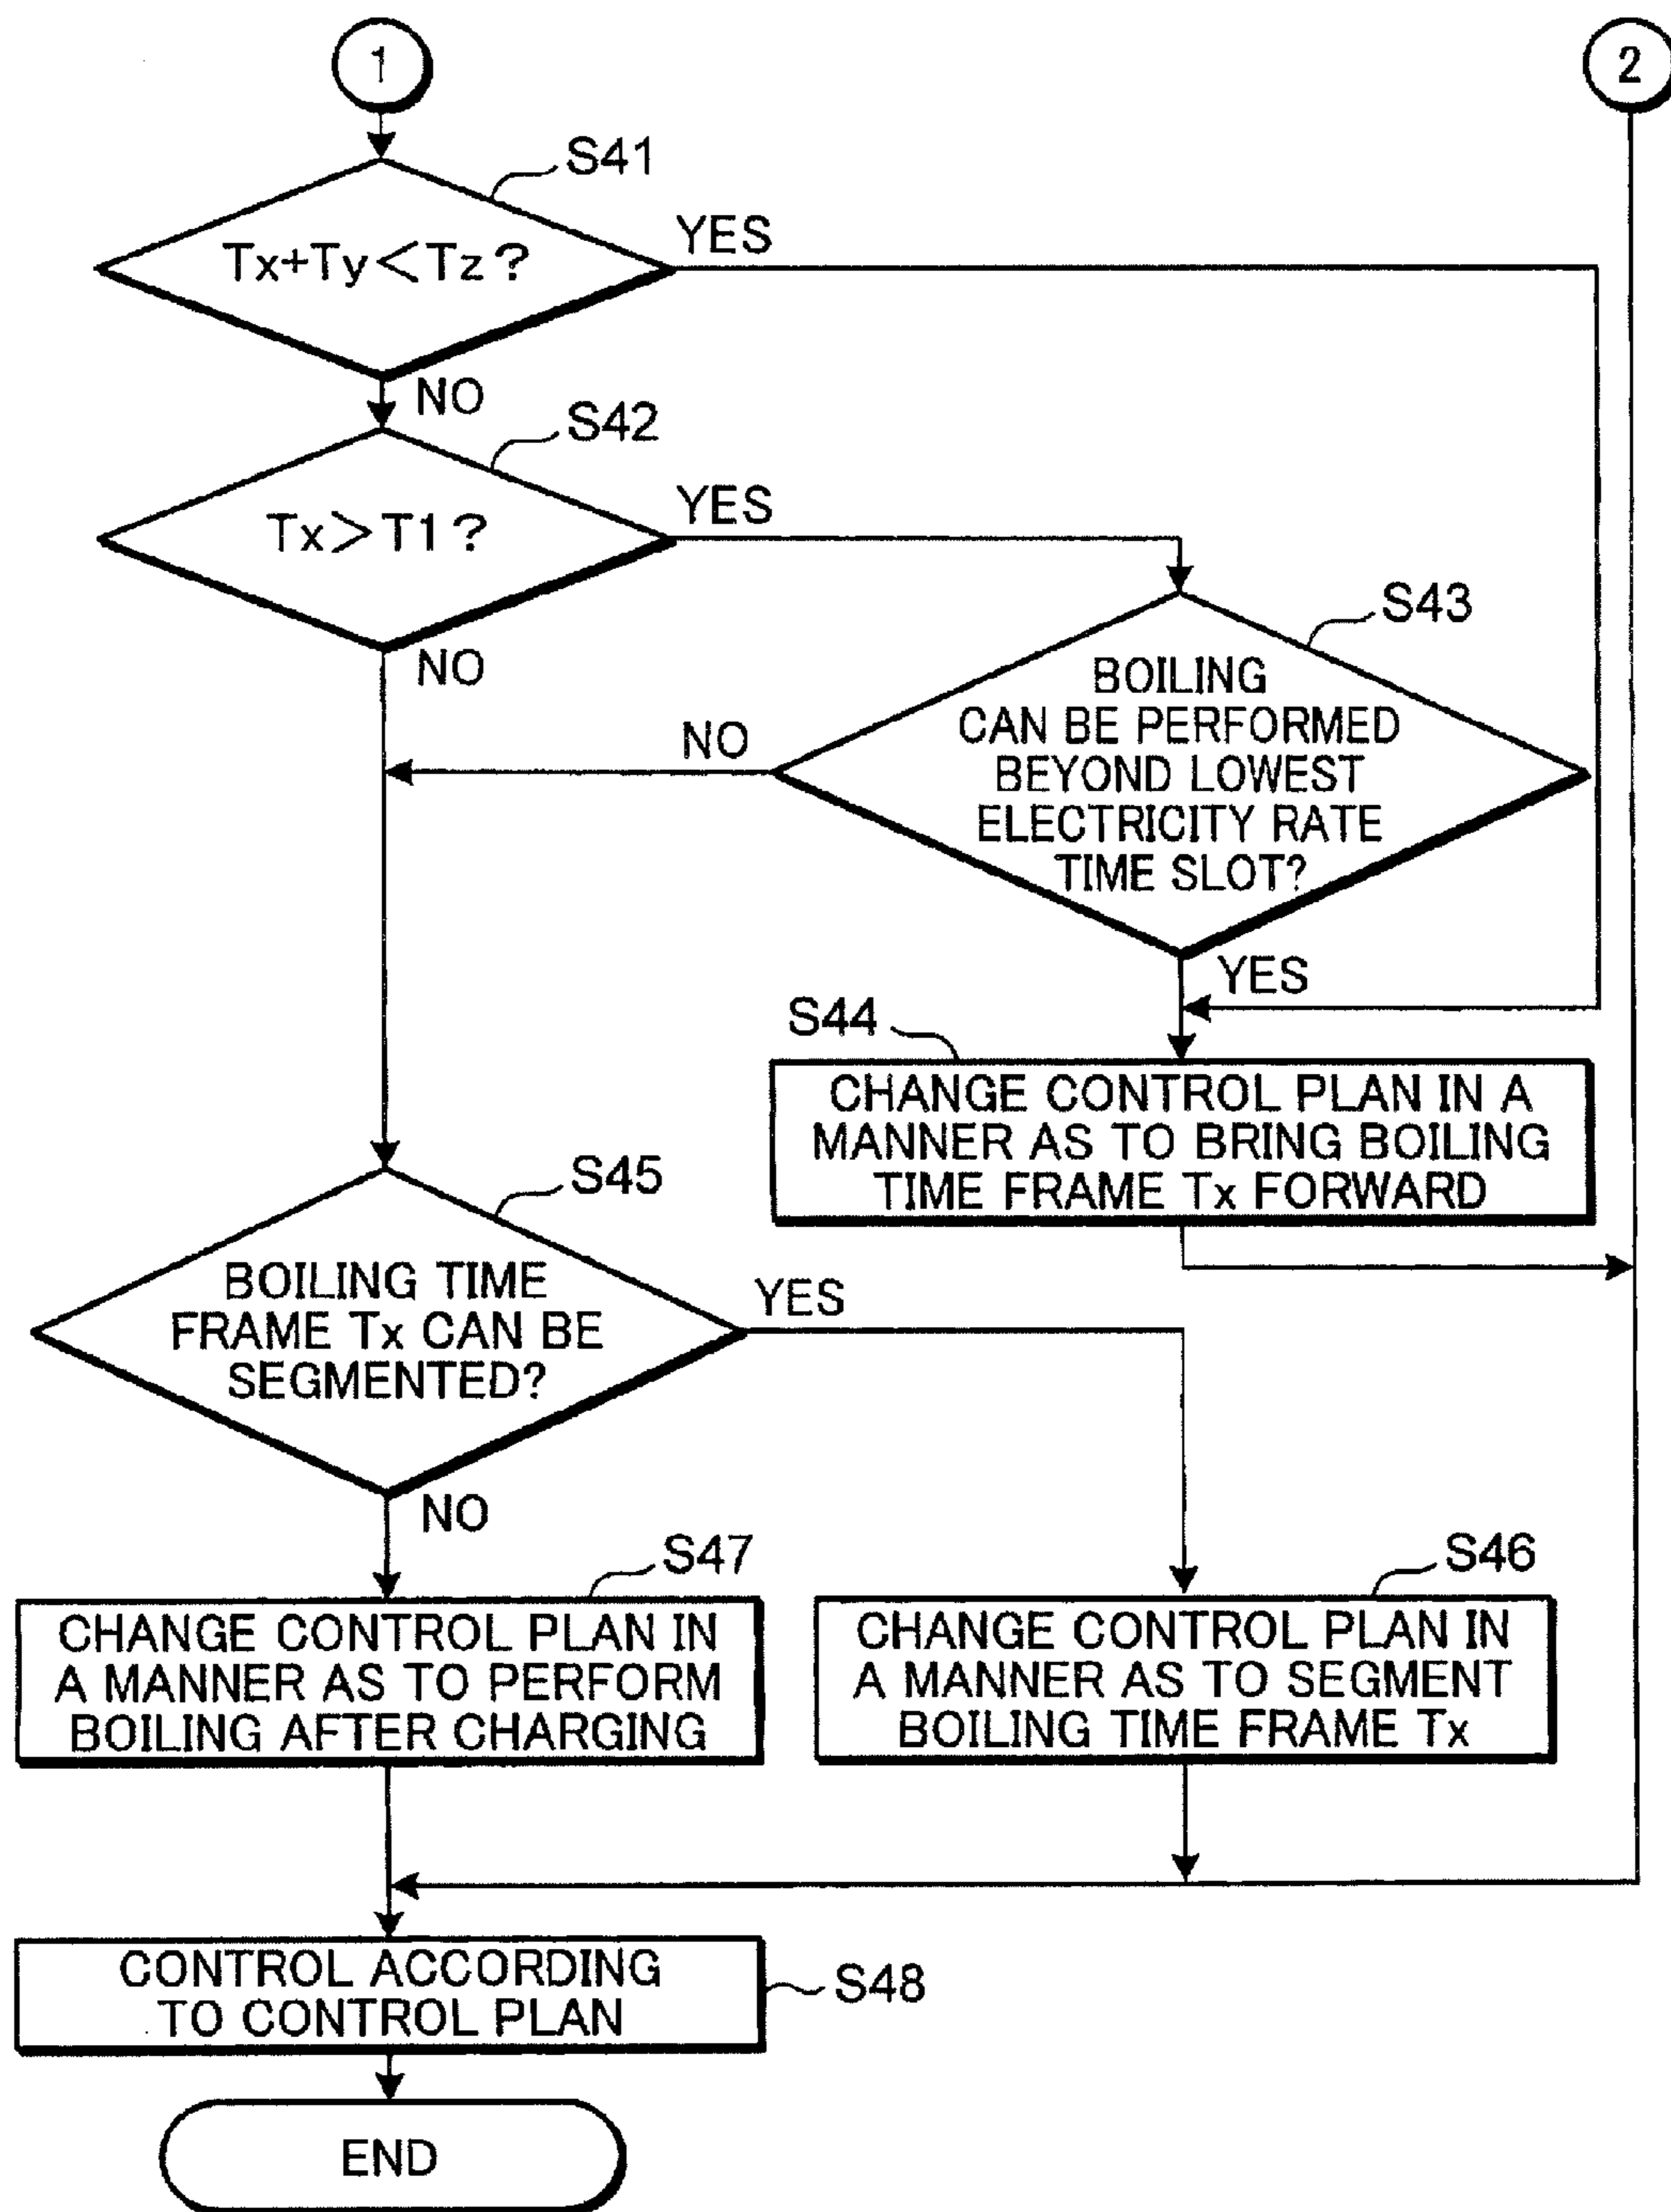 1
2
S41
Tx+Ty<Tz?
YES
NO
S42
Tx>T1?
YES
NO
S43
BOILING
CAN BE PERFORMED
BEYOND LOWEST
ELECTRICITY RATE
TIME SLOT?
NO
YES
S44
CHANGE CONTROL PLAN IN A
MANNER AS TO BRING BOILING
TIME FRAME Tx FORWARD
S45
BOILING TIME
FRAME Tx CAN BE
SEGMENTED?
YES
NO
S47
CHANGE CONTROL PLAN IN
A MANNER AS TO PERFORM
BOILING AFTER CHARGING
S46
CHANGE CONTROL PLAN IN
A MANNER AS TO SEGMENT
BOILING TIME FRAME Tx
CONTROL ACCORDING
TO CONTROL PLAN
S48
END